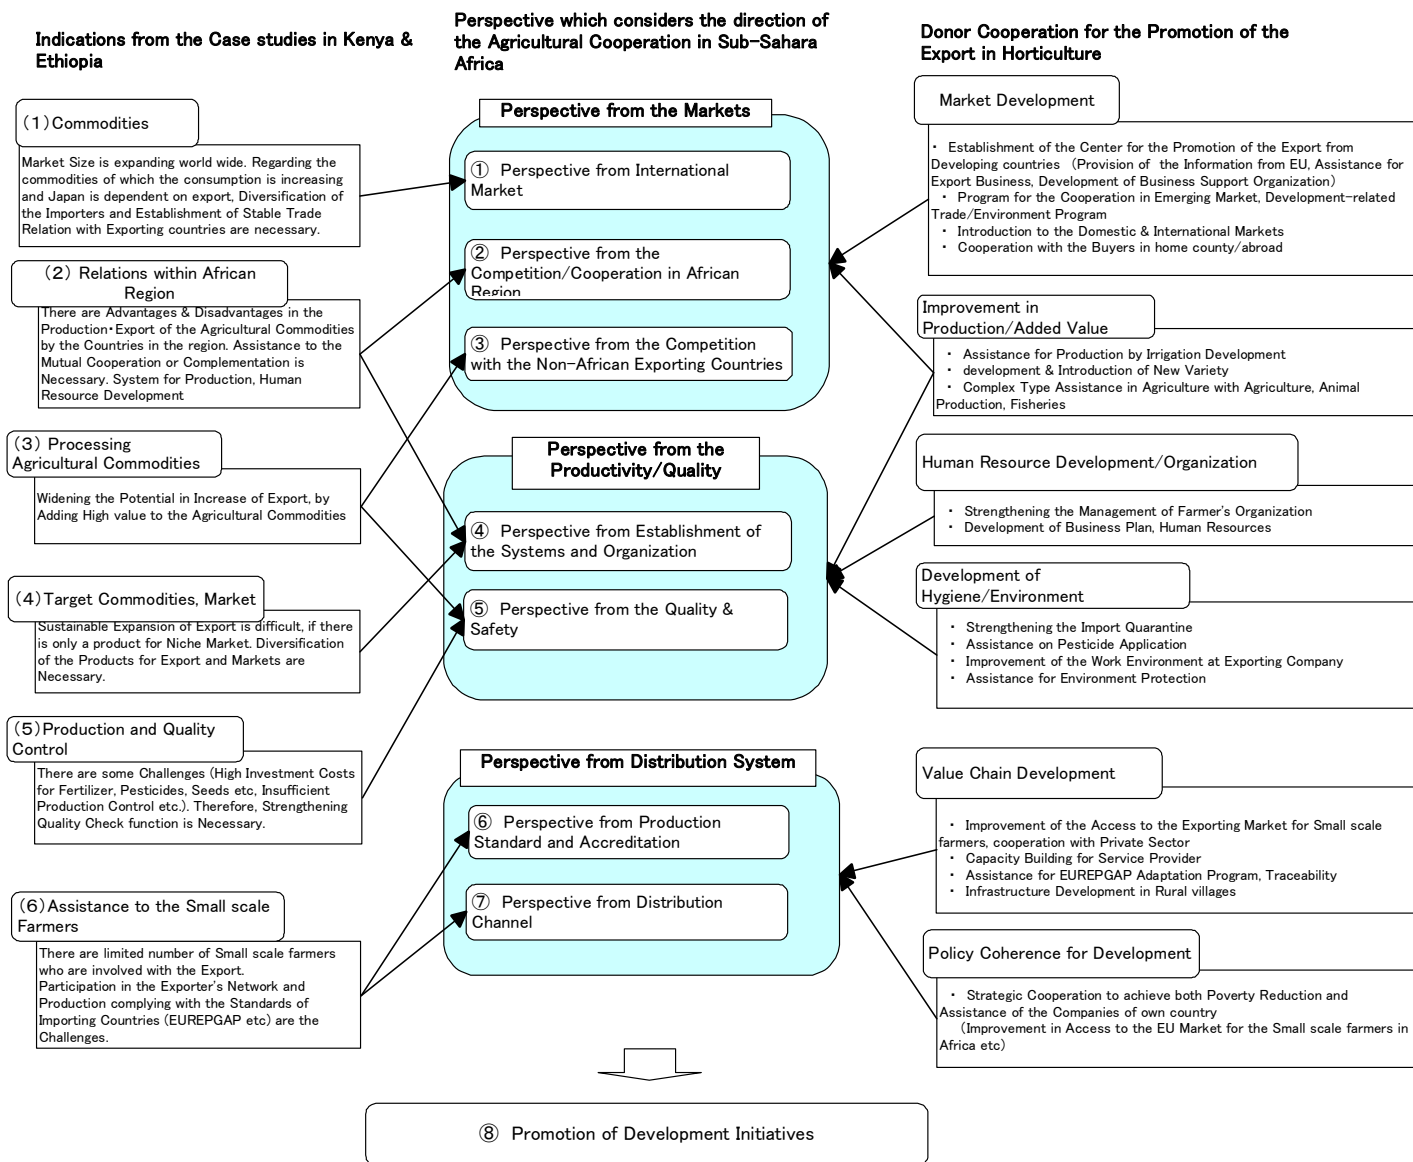 Indications from the Case studies in Kenya &
Ethiopia
(1)Commodities
Market Size is expanding world wide. Regarding the
commodities of which the consumption is increasing
and Japan is dependent on export, Diversification
of the Importers and Establishment of Stable Trade
Relation with Exporting countries are necessary.
(2) Relations within African
Region
There are Advantages & Disadvantages in the
Production・Export of the Agricultural Commodities
by the Countries in the region. Assistance to the
Mutual Cooperation or Complementation is
Necessary. System for Production, Human
Resource Development
(3) Processing
Agricultural Commodities
Widening the Potential in Increase of Export, by
Adding High value to the Agricultural Commodities
(4)Target Commodities, Market
Sustainable Expansion of Export is difficult, if there
is only a product for Niche Market. Diversification
of the Products for Export and Markets are
Necessary.
(5)Production and Quality
Control
There are some Challenges (High Investment Costs
for Fertilizer, Pesticides, Seeds etc, Insufficient
Production Control etc.). Therefore, Strengthening
Quality Check function is Necessary.
(6)Assistance to the Small scale
Farmers
There are limited number of Small scale farmers
who are involved with the Export.
Participation in the Exporter's Network and
Production complying with the Standards of
Importing Countries (EUREPGAP etc) are the
Challenges.
Perspective which considers the direction of
the Agricultural Cooperation in Sub-Sahara
Africa
Perspective from the Markets
① Perspective from International
Market
② Perspective from the
Competition/Cooperation in African
Region
③ Perspective from the Competition
with the Non-African Exporting Countries
Perspective from the
Productivity/Quality
④ Perspective from Establishment of
the Systems and Organization
⑤ Perspective from the Quality &
Safety
Perspective from Distribution System
⑥ Perspective from Production
Standard and Accreditation
⑦ Perspective from Distribution
Channel
Donor Cooperation for the Promotion of the
Export in Horticulture
Market Development
・ Establishment of the Center for the Promotion of the Export from
Developing countries (Provision of the Information from EU, Assistance for
Export Business, Development of Business Support Organization)
・ Program for the Cooperation in Emerging Market, Development-related
Trade/Environment Program
・ Introduction to the Domestic & International Markets
・ Cooperation with the Buyers in home county/abroad
Improvement in
Production/Added Value
・ Assistance for Production by Irrigation Development
・ development & Introduction of New Variety
・ Complex Type Assistance in Agriculture with Agriculture, Animal
Production, Fisheries
Human Resource Development/Organization
・ Strengthening the Management of Farmer's Organization
・ Development of Business Plan, Human Resources
Development of
Hygiene/Environment
・ Strengthening the Import Quarantine
・ Assistance on Pesticide Application
・ Improvement of the Work Environment at Exporting Company
・ Assistance for Environment Protection
Value Chain Development
・ Improvement of the Access to the Exporting Market for Small scale
farmers, cooperation with Private Sector
・ Capacity Building for Service Provider
・ Assistance for EUREPGAP Adaptation Program, Traceability
・ Infrastructure Development in Rural villages
Policy Coherence for Development
・ Strategic Cooperation to achieve both Poverty Reduction and
Assistance of the Companies of own country
(Improvement in Access to the EU Market for the Small scale farmers in
Africa etc)
⑧ Promotion of Development Initiatives